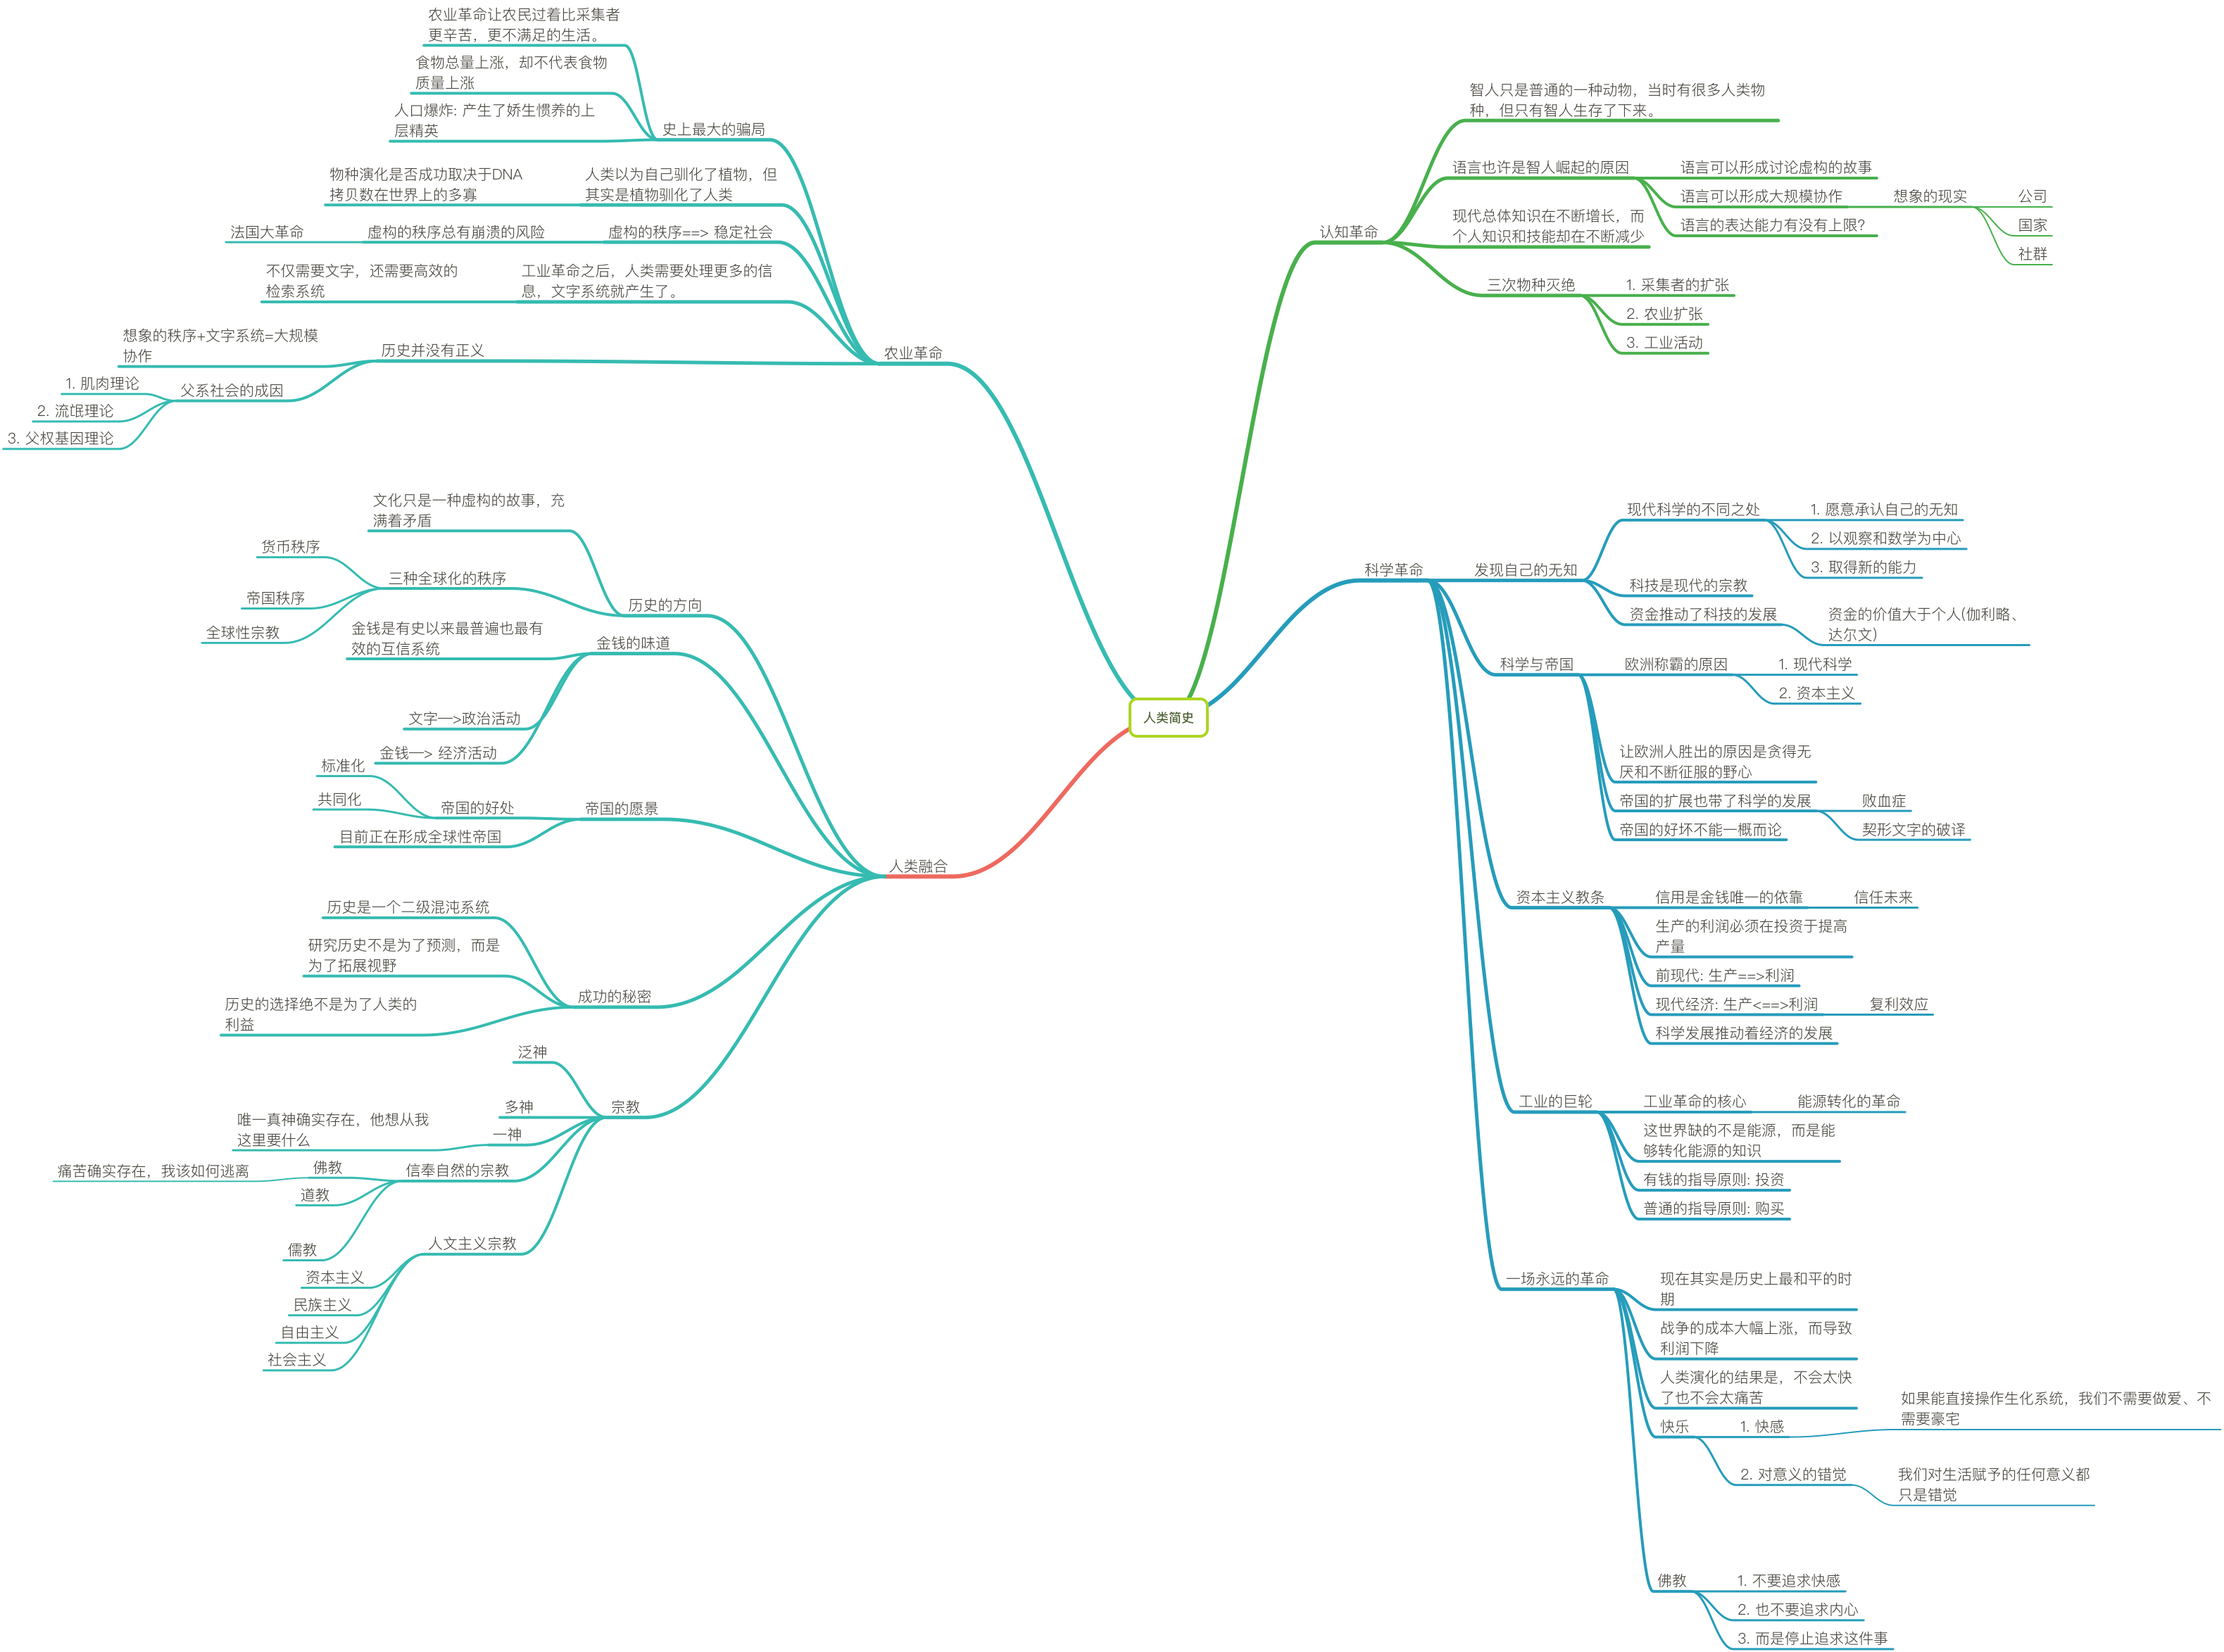 人类简史
认知革命
智人只是普通的一种动物，当时有很多人类物
种，但只有智人生存了下来。
语言也许是智人崛起的原因
语言可以形成讨论虚构的故事
语言可以形成大规模协作
想象的现实
公司
国家
社群
语言的表达能力有没有上限?
现代总体知识在不断增长，而
个人知识和技能却在不断减少
三次物种灭绝
1. 采集者的扩张
2. 农业扩张
3. 工业活动
科学革命
发现自己的无知
现代科学的不同之处
1. 愿意承认自己的无知
2. 以观察和数学为中心
3. 取得新的能力
科技是现代的宗教
资金推动了科技的发展
资金的价值大于个人(伽利略、
达尔文)
科学与帝国
欧洲称霸的原因
1. 现代科学
2. 资本主义
让欧洲人胜出的原因是贪得无
厌和不断征服的野心
帝国的扩展也带了科学的发展
败血症
契形文字的破译
帝国的好坏不能一概而论
资本主义教条
信用是金钱唯一的依靠
信任未来
生产的利润必须在投资于提高
产量
前现代: 生产==>利润
现代经济: 生产<==>利润
复利效应
科学发展推动着经济的发展
工业的巨轮
工业革命的核心
能源转化的革命
这世界缺的不是能源，而是能
够转化能源的知识
有钱的指导原则: 投资
普通的指导原则: 购买
一场永远的革命
现在其实是历史上最和平的时
期
战争的成本大幅上涨，而导致
利润下降
人类演化的结果是，不会太快
了也不会太痛苦
快乐
1. 快感
如果能直接操作生化系统，我们不需要做爱、不
需要豪宅
2. 对意义的错觉
我们对生活赋予的任何意义都
只是错觉
佛教
1. 不要追求快感
2. 也不要追求内心
3. 而是停止追求这件事
农业革命
史上最大的骗局
农业革命让农民过着比采集者
更辛苦，更不满足的生活。
食物总量上涨，却不代表食物
质量上涨
人口爆炸: 产生了娇生惯养的上
层精英
人类以为自己驯化了植物，但
其实是植物驯化了人类
物种演化是否成功取决于DNA
拷贝数在世界上的多寡
虚构的秩序==> 稳定社会
虚构的秩序总有崩溃的风险
法国大革命
工业革命之后，人类需要处理更多的信
息，文字系统就产生了。
不仅需要文字，还需要高效的
检索系统
历史并没有正义
想象的秩序+文字系统=大规模
协作
父系社会的成因
1. 肌肉理论
2. 流氓理论
3. 父权基因理论
人类融合
历史的方向
文化只是一种虚构的故事，充
满着矛盾
三种全球化的秩序
货币秩序
帝国秩序
全球性宗教
金钱的味道
金钱是有史以来最普遍也最有
效的互信系统
文字—>政治活动
金钱—> 经济活动
帝国的愿景
帝国的好处
标准化
共同化
目前正在形成全球性帝国
成功的秘密
历史是一个二级混沌系统
研究历史不是为了预测，而是
为了拓展视野
历史的选择绝不是为了人类的
利益
宗教
泛神
多神
一神
唯一真神确实存在，他想从我
这里要什么
信奉自然的宗教
佛教
痛苦确实存在，我该如何逃离
道教
儒教
人文主义宗教
资本主义
民族主义
自由主义
社会主义